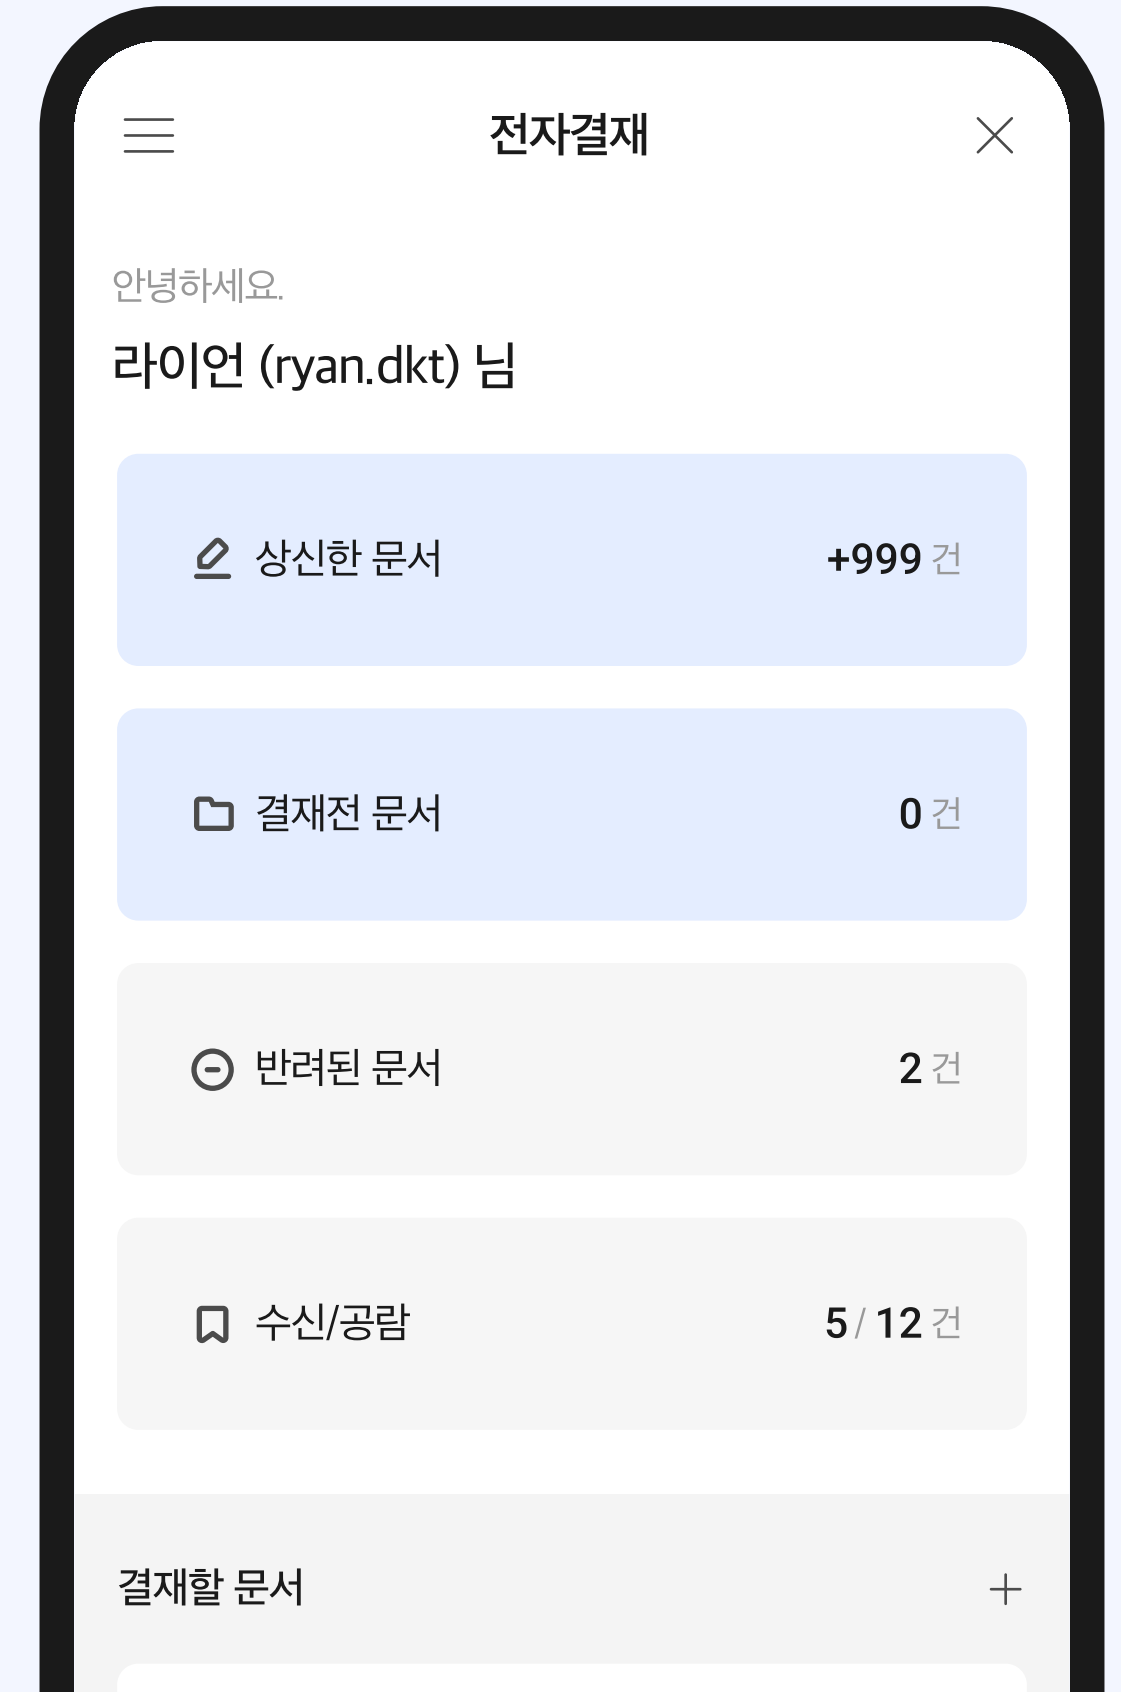 전자결재
안녕하세요.
라이언 (ryan.dkt) 님
상신한 문서 +999 건
결재전 문서 0 건
반려된 문서 2 건
수신/공람 5 / 12 건
결재할 문서